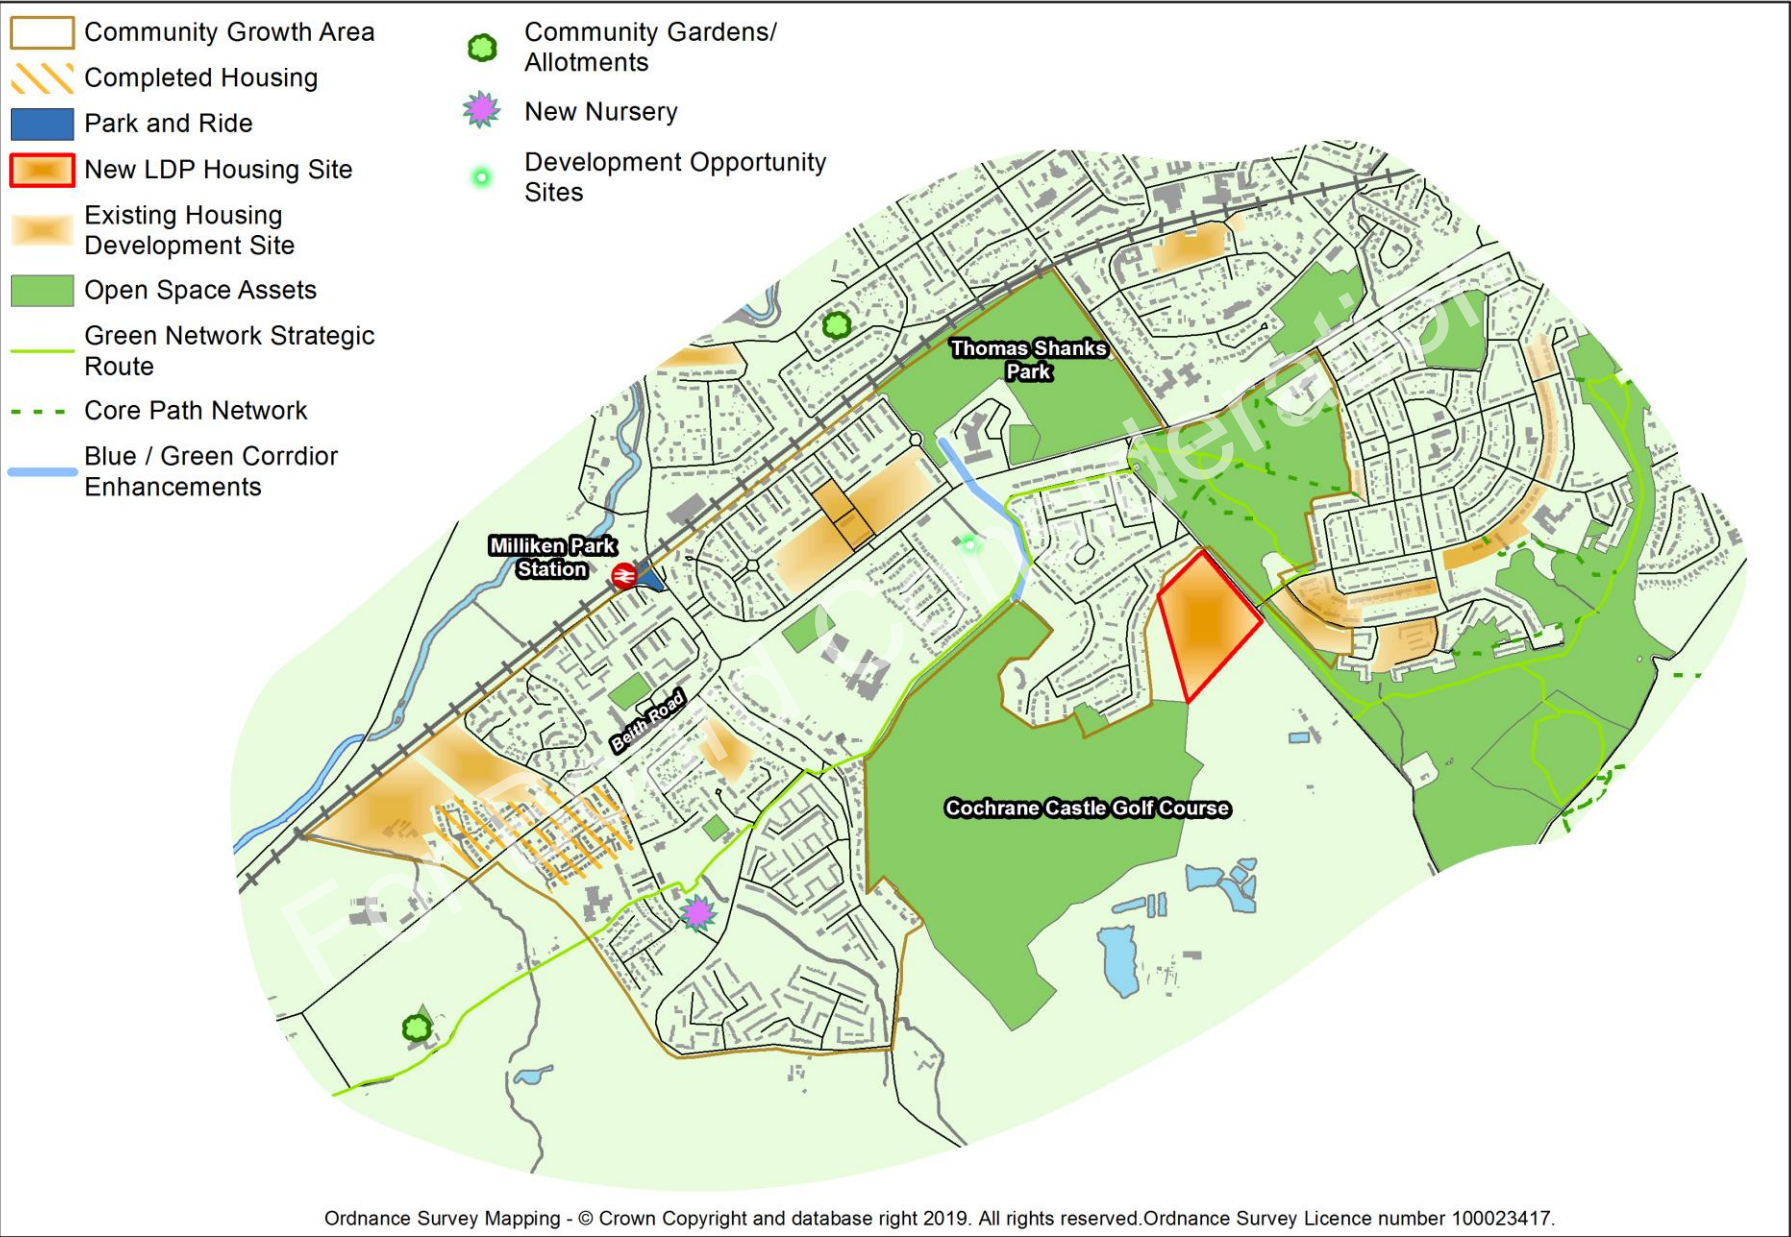 Community Growth Area
Completed Housing
Park and Ride
New LDP Housing Site
Existing Housing
Development Site
Open Space Assets
Green Network Strategic
Route
Core Path Network
Blue / Green Corrdior
Enhancements
Community Gardens/
Allotments
New Nursery
Development Opportunity
Sites
Thomas Shanks
Park
Milliken Park
Station
Beith Road
Cochrane Castle Golf Course
For Board Consideration
Ordnance Survey Mapping - © Crown Copyright and database right 2019. All rights reserved.Ordnance Survey Licence number 100023417.